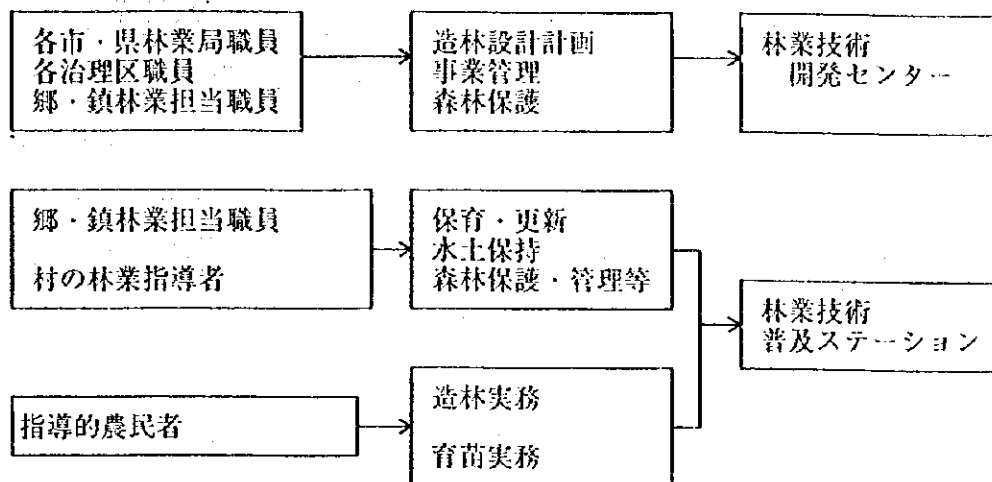 各市・県林業局職員
各治理区職員
郷・鎮林業担当職員
造林設計計画
事業管理
森林保護
林業技術
開発センター
郷・鎮林業担当職員
村の林業指導者
保育・更新
水土保持
森林保護・管理等
林業技術
普及ステーション
指導的農民者
造林実務
育苗実務